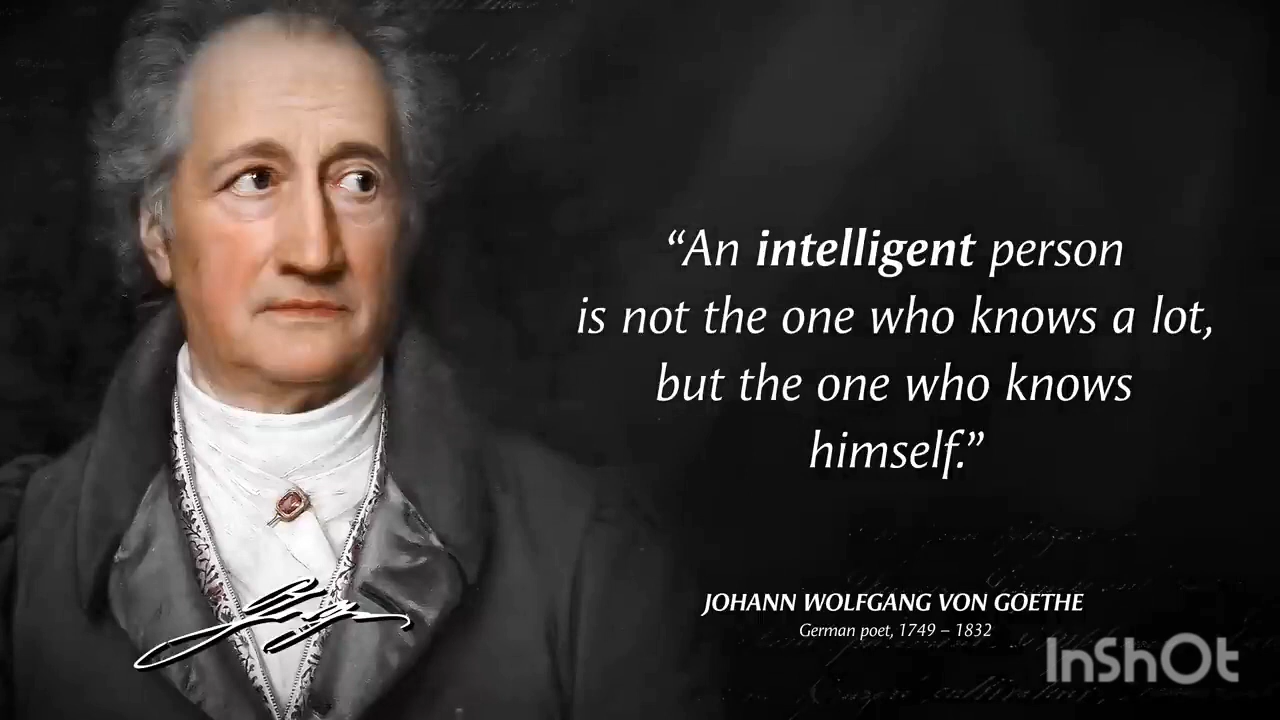 “An intelligent person
is not the one who knows a lot,
but the one who knows
himself.”
JOHANN WOLFGANG VON GOETHE
German poet, 1749 – 1832
InShOt